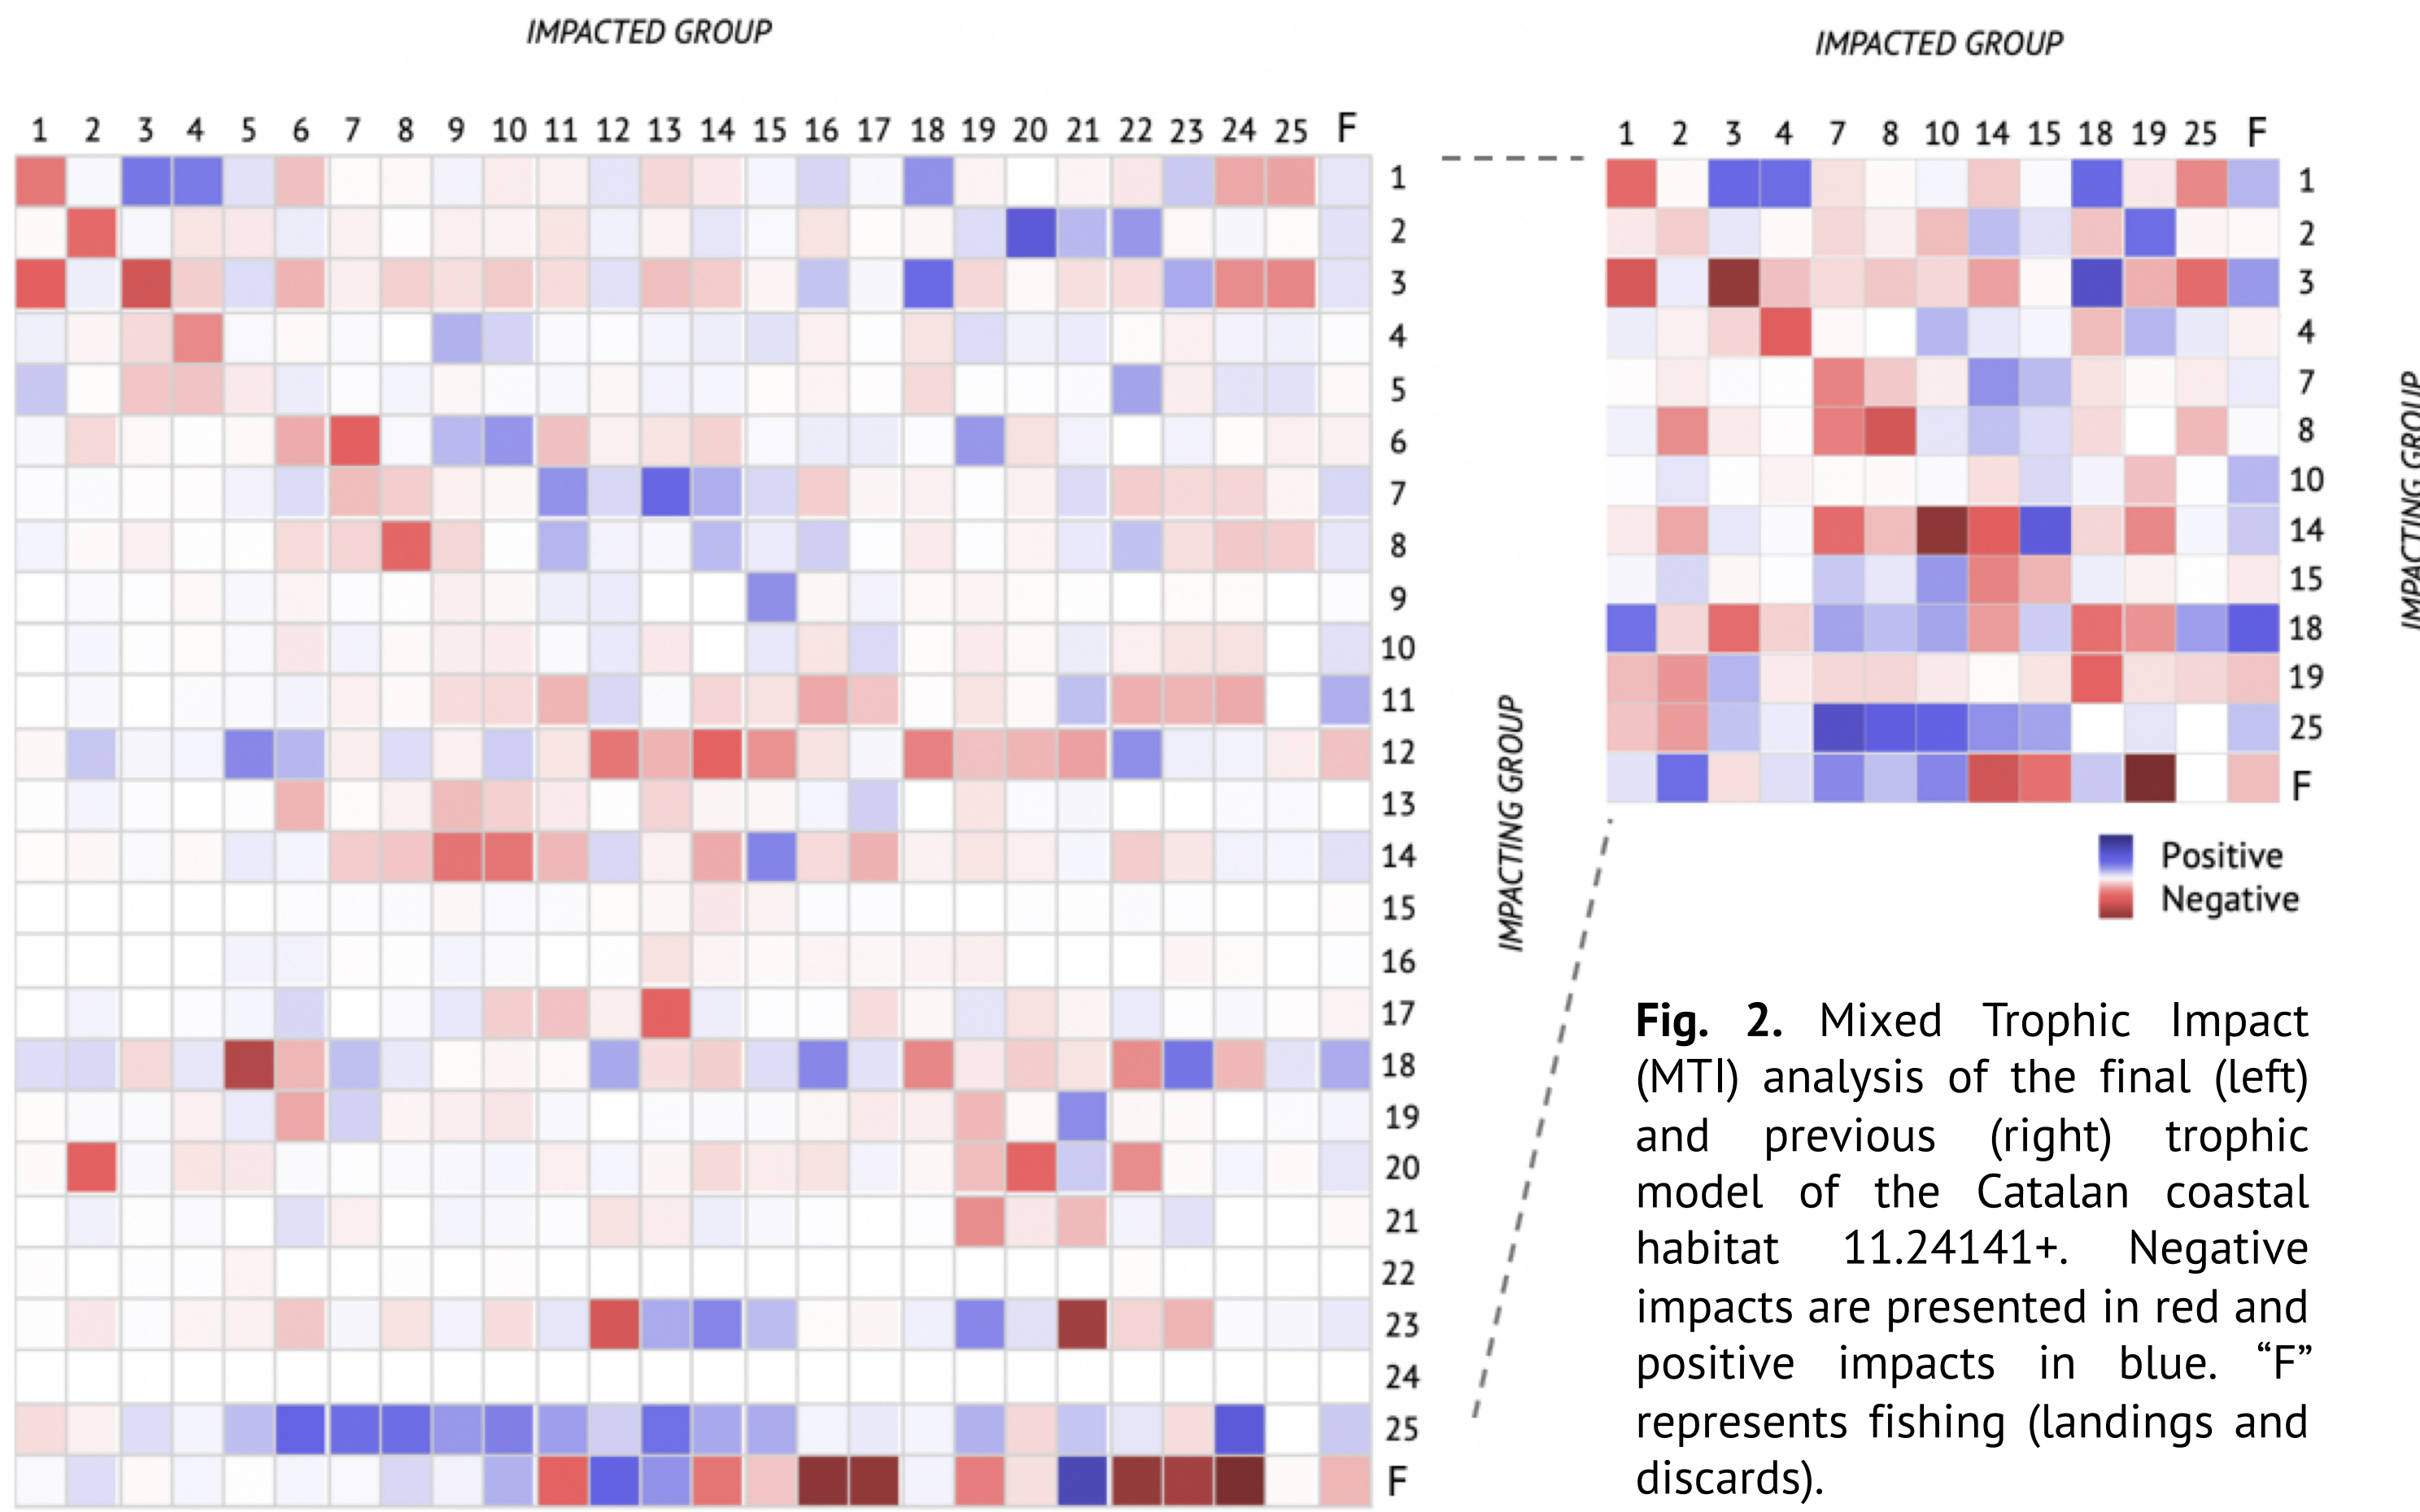 IMPACTED GROUP
1 2 3 4 5 6 7 8 9 10 11 12 13 14 15 16 17 18 19 20 21 22 23 24 25 F
1
2
3
4
5
6
7
8
9
10
11
12
13
14
15
16
17
18
19
20
21
22
23
24
25
F
IMPACTING GROUP
IMPACTED GROUP
1 2 3 4 7 8 10 14 15 18 19 25 F
1
2
3
4
7
8
10
14
15
18
19
25
F
IMPACTING GROUP
Positive
Negative
Fig. 2. Mixed Trophic Impact
(MTI) analysis of the final (left)
and previous (right) trophic
model of the Catalan coastal
habitat 11.24141+. Negative
impacts are presented in red and
positive impacts in blue. “F”
represents fishing (landings and
discards).